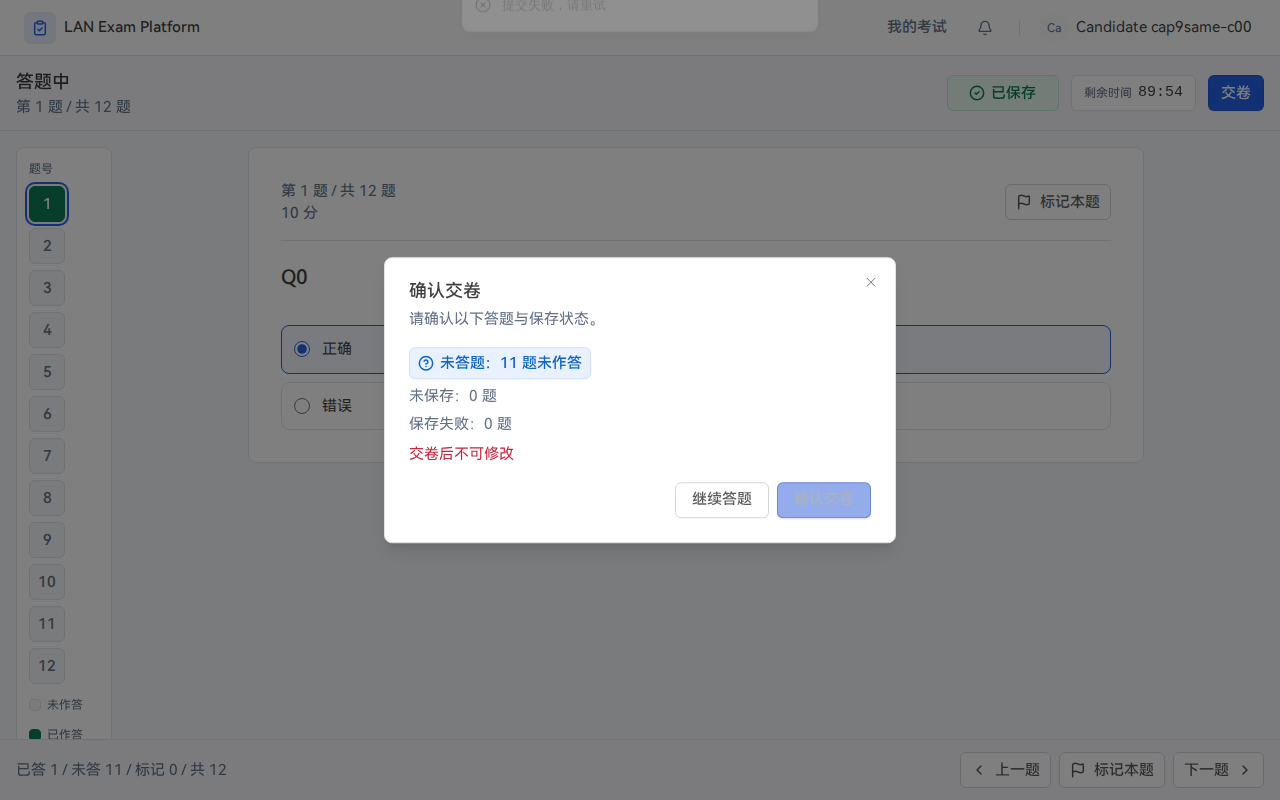 LAN Exam Platform
提交失败，请重试
我的考试
Ca
Candidate cap9same-c00
答题中
第 1 题 / 共 12 题
已保存
剩余时间 89:54
交卷
题号
1
2
3
4
5
6
7
8
9
10
11
12
未作答
已作答
第 1 题 / 共 12 题
10 分
标记本题
Q0
正确
错误
确认交卷
请确认以下答题与保存状态。
未答题：11 题未作答
未保存：0 题
保存失败：0 题
交卷后不可修改
继续答题
确认交卷
已答 1 / 未答 11 / 标记 0 / 共 12
上一题
标记本题
下一题